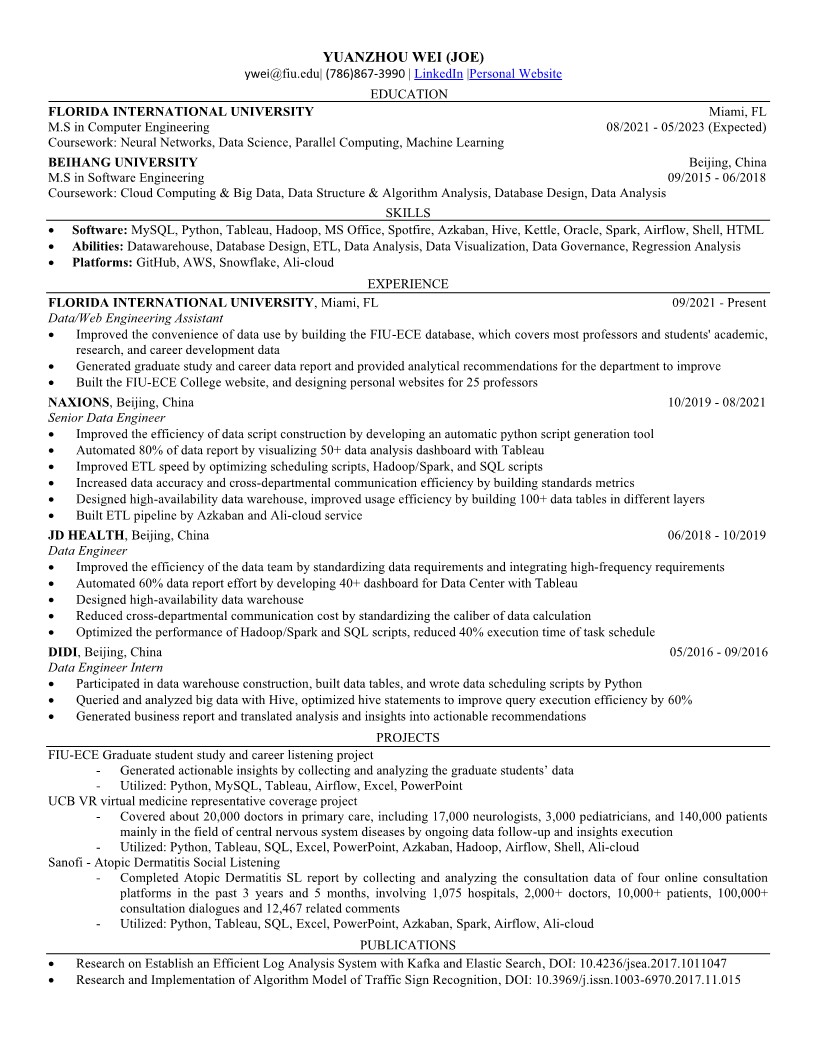 YUANZHOU WEI (JOE)
ywei@fiu.edu| (786)867-3990 | LinkedIn |Personal Website
EDUCATION
FLORIDA INTERNATIONAL UNIVERSITY Miami, FL
M.S in Computer Engineering 08/2021 - 05/2023 (Expected)
Coursework: Neural Networks, Data Science, Parallel Computing, Machine Learning
BEIHANG UNIVERSITY Beijing, China
M.S in Software Engineering 09/2015 - 06/2018
Coursework: Cloud Computing & Big Data, Data Structure & Algorithm Analysis, Database Design, Data Analysis
SKILLS
• Software: MySQL, Python, Tableau, Hadoop, MS Office, Spotfire, Azkaban, Hive, Kettle, Oracle, Spark, Airflow, Shell, HTML
• Abilities: Datawarehouse, Database Design, ETL, Data Analysis, Data Visualization, Data Governance, Regression Analysis
• Platforms: GitHub, AWS, Snowflake, Ali-cloud
EXPERIENCE
FLORIDA INTERNATIONAL UNIVERSITY, Miami, FL 09/2021 - Present
Data/Web Engineering Assistant
• Improved the convenience of data use by building the FIU-ECE database, which covers most professors and students' academic,
research, and career development data
• Generated graduate study and career data report and provided analytical recommendations for the department to improve
• Built the FIU-ECE College website, and designing personal websites for 25 professors
NAXIONS, Beijing, China 10/2019 - 08/2021
Senior Data Engineer
• Improved the efficiency of data script construction by developing an automatic python script generation tool
• Automated 80% of data report by visualizing 50+ data analysis dashboard with Tableau
• Improved ETL speed by optimizing scheduling scripts, Hadoop/Spark, and SQL scripts
• Increased data accuracy and cross-departmental communication efficiency by building standards metrics
• Designed high-availability data warehouse, improved usage efficiency by building 100+ data tables in different layers
• Built ETL pipeline by Azkaban and Ali-cloud service
JD HEALTH, Beijing, China 06/2018 - 10/2019
Data Engineer
• Improved the efficiency of the data team by standardizing data requirements and integrating high-frequency requirements
• Automated 60% data report effort by developing 40+ dashboard for Data Center with Tableau
• Designed high-availability data warehouse
• Reduced cross-departmental communication cost by standardizing the caliber of data calculation
• Optimized the performance of Hadoop/Spark and SQL scripts, reduced 40% execution time of task schedule
DIDI, Beijing, China 05/2016 - 09/2016
Data Engineer Intern
• Participated in data warehouse construction, built data tables, and wrote data scheduling scripts by Python
• Queried and analyzed big data with Hive, optimized hive statements to improve query execution efficiency by 60%
• Generated business report and translated analysis and insights into actionable recommendations
PROJECTS
FIU-ECE Graduate student study and career listening project
- Generated actionable insights by collecting and analyzing the graduate students’ data
- Utilized: Python, MySQL, Tableau, Airflow, Excel, PowerPoint
UCB VR virtual medicine representative coverage project
- Covered about 20,000 doctors in primary care, including 17,000 neurologists, 3,000 pediatricians, and 140,000 patients
mainly in the field of central nervous system diseases by ongoing data follow-up and insights execution
- Utilized: Python, Tableau, SQL, Excel, PowerPoint, Azkaban, Hadoop, Airflow, Shell, Ali-cloud
Sanofi - Atopic Dermatitis Social Listening
- Completed Atopic Dermatitis SL report by collecting and analyzing the consultation data of four online consultation
platforms in the past 3 years and 5 months, involving 1,075 hospitals, 2,000+ doctors, 10,000+ patients, 100,000+
consultation dialogues and 12,467 related comments
- Utilized: Python, Tableau, SQL, Excel, PowerPoint, Azkaban, Spark, Airflow, Ali-cloud
PUBLICATIONS
• Research on Establish an Efficient Log Analysis System with Kafka and Elastic Search, DOI: 10.4236/jsea.2017.1011047
• Research and Implementation of Algorithm Model of Traffic Sign Recognition, DOI: 10.3969/j.issn.1003-6970.2017.11.015